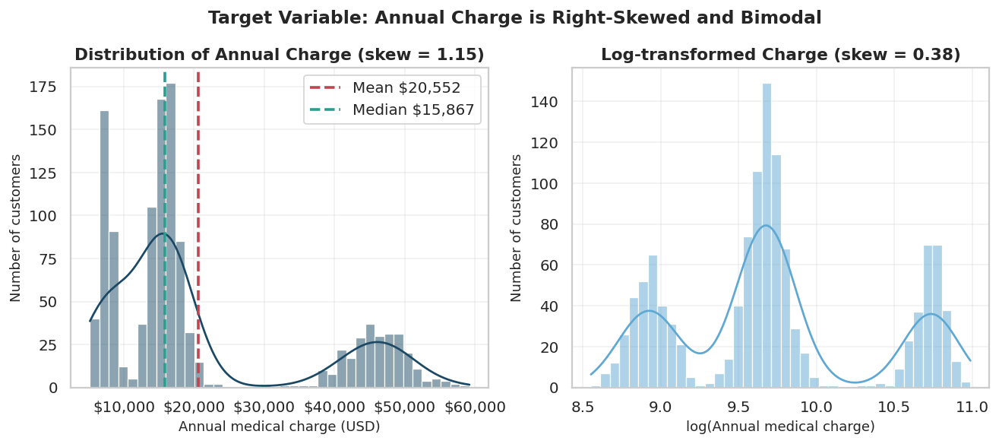 Target Variable: Annual Charge is Right-Skewed and Bimodal
Distribution of Annual Charge (skew = 1.15)
Mean $20,552
Median $15,867
Number of customers
175
150
125
100
75
50
25
0
$10,000 $20,000 $30,000 $40,000 $50,000 $60,000
Annual medical charge (USD)
Log-transformed Charge (skew = 0.38)
Number of customers
140
120
100
80
60
40
20
0
8.5 9.0 9.5 10.0 10.5 11.0
log(Annual medical charge)